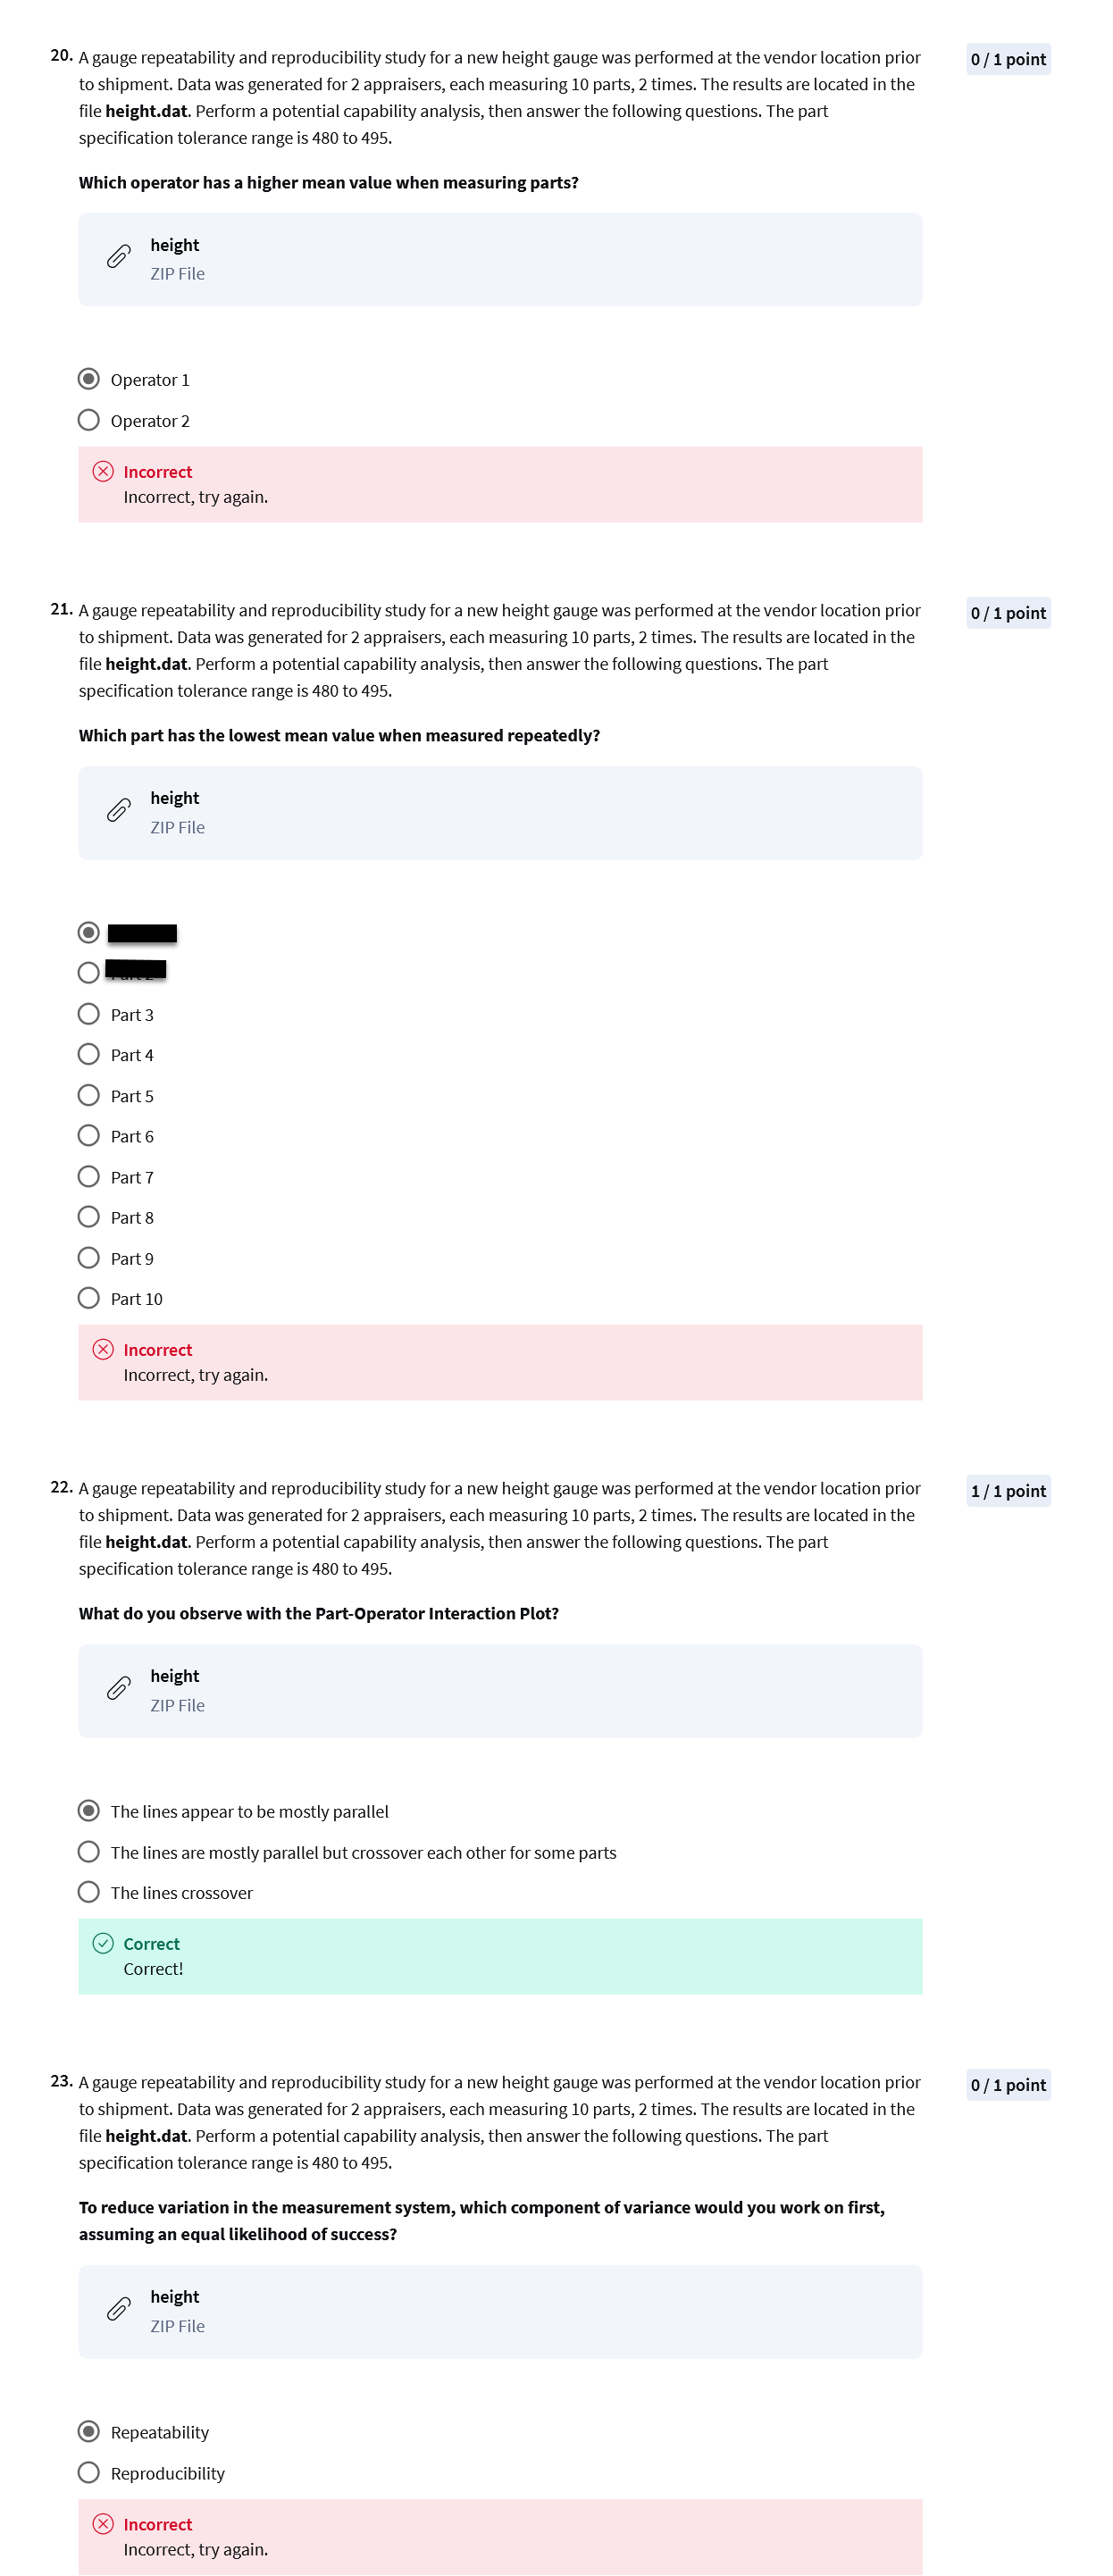 20. A gauge repeatability and reproducibility study for a new height gauge was performed at the vendor location prior
0 / 1 point
to shipment. Data was generated for 2 appraisers, each measuring 10 parts, 2 times. The results are located in the
file height.dat. Perform a potential capability analysis, then answer the following questions. The part
specification tolerance range is 480 to 495.
Which operator has a higher mean value when measuring parts?
height
ZIP File
Operator 1
Operator 2
Incorrect
Incorrect, try again.
21. A gauge repeatability and reproducibility study for a new height gauge was performed at the vendor location prior
0 / 1 point
to shipment. Data was generated for 2 appraisers, each measuring 10 parts, 2 times. The results are located in the
file height.dat. Perform a potential capability analysis, then answer the following questions. The part
specification tolerance range is 480 to 495.
Which part has the lowest mean value when measured repeatedly?
height
ZIP File
Part 3
Part 4
Part 5
Part 6
Part 7
Part 8
Part 9
Part 10
Incorrect
Incorrect, try again.
22. A gauge repeatability and reproducibility study for a new height gauge was performed at the vendor location prior
1 / 1 point
to shipment. Data was generated for 2 appraisers, each measuring 10 parts, 2 times. The results are located in the
file height.dat. Perform a potential capability analysis, then answer the following questions. The part
specification tolerance range is 480 to 495.
What do you observe with the Part-Operator Interaction Plot?
height
ZIP File
The lines appear to be mostly parallel
The lines are mostly parallel but crossover each other for some parts
The lines crossover
Correct
Correct!
23. A gauge repeatability and reproducibility study for a new height gauge was performed at the vendor location prior
0 / 1 point
to shipment. Data was generated for 2 appraisers, each measuring 10 parts, 2 times. The results are located in the
file height.dat. Perform a potential capability analysis, then answer the following questions. The part
specification tolerance range is 480 to 495.
To reduce variation in the measurement system, which component of variance would you work on first,
assuming an equal likelihood of success?
height
ZIP File
Repeatability
Reproducibility
Incorrect
Incorrect, try again.